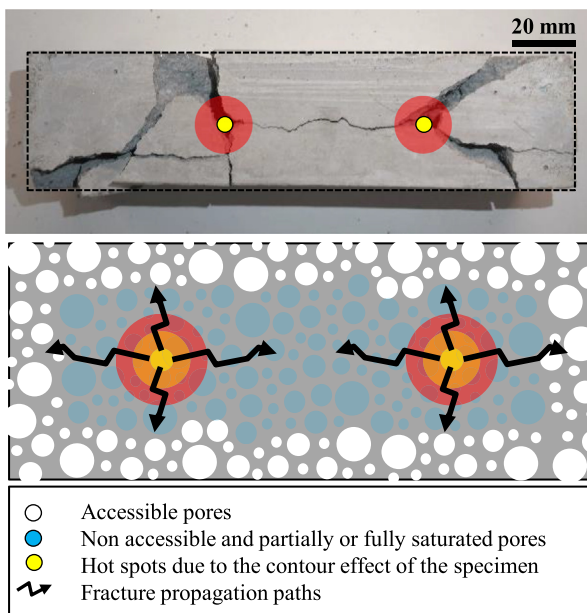 20 mm
Accessible pores
Non accessible and partially or fully saturated pores
Hot spots due to the contour effect of the specimen
Fracture propagation paths